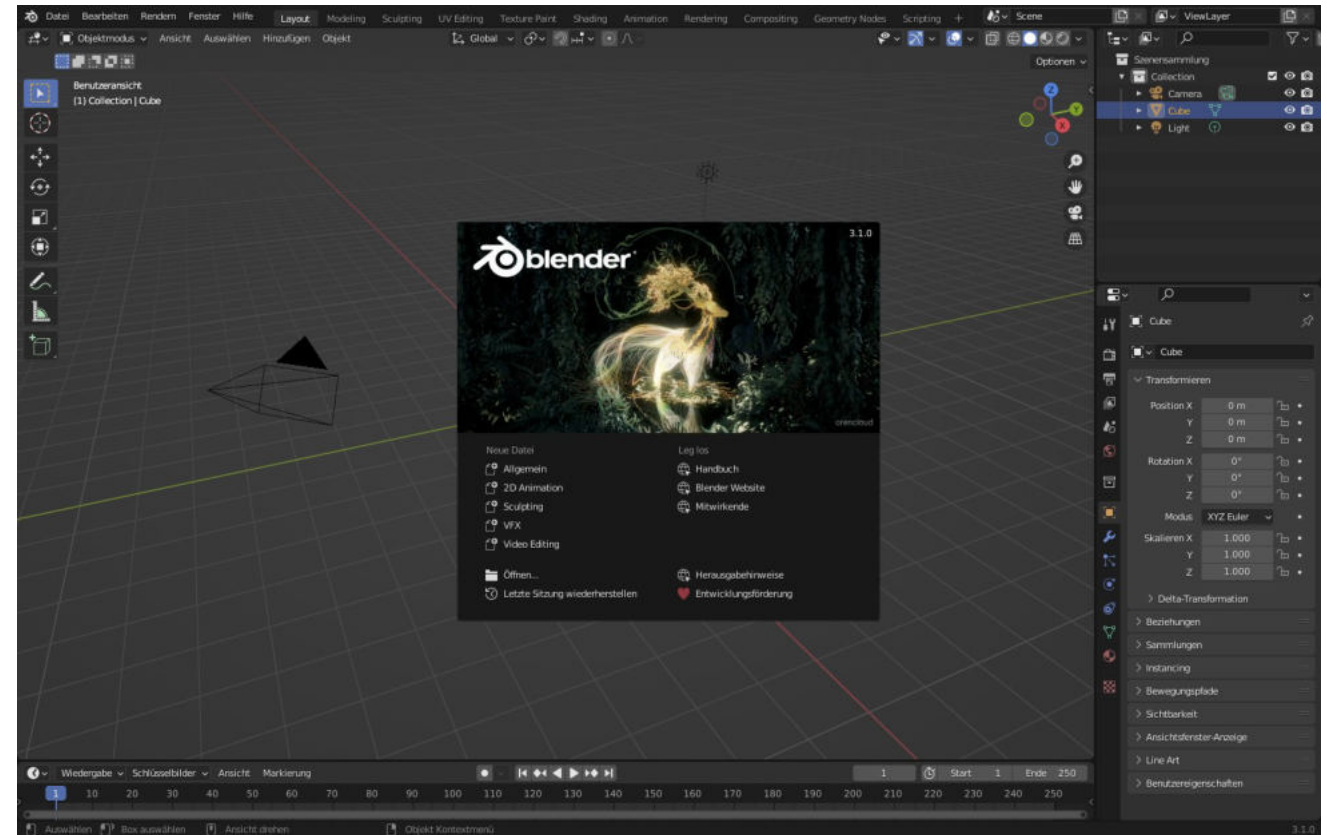 Datei Bearbeiten Rendern Fenster Hilfe Layout Modeling Sculpting UV Editing Texture Paint Shading Animation Rendering Compositing Geometry Nodes Scripting + Scene ViewLayer
Objektmodus Ansicht Auswählen Hinzufügen Objekt Global
Optionen
Benutzeransicht
(1) Collection | Cube
Z
Y
X
Szenensammlung
Collection
Camera
Cube
Light
blender
3.1.0
orencloud
Neue Datei
Allgemein
2D Animation
Sculpting
VFX
Video Editing
Öffnen...
Letzte Sitzung wiederherstellen
Leg los
Handbuch
Blender Website
Mitwirkende
Herausgabehinweise
Entwicklungsförderung
Cube
Cube
Transformieren
Position X 0 m
Y 0 m
Z 0 m
Rotation X 0°
Y 0°
Z 0°
Modus XYZ Euler
Skalieren X 1.000
Y 1.000
Z 1.000
Delta-Transformation
Beziehungen
Sammlungen
Instancing
Bewegungspfade
Sichtbarkeit
Ansichtsfenster-Anzeige
Line Art
Benutzereigenschaften
Wiedergabe Schlüsselbilder Ansicht Markierung 1 Start 1 Ende 250
1 10 20 30 40 50 60 70 80 90 100 110 120 130 140 150 160 170 180 190 200 210 220 230 240 250
Auswählen Box auswählen Ansicht drehen Objekt Kontextmenü 3.1.0